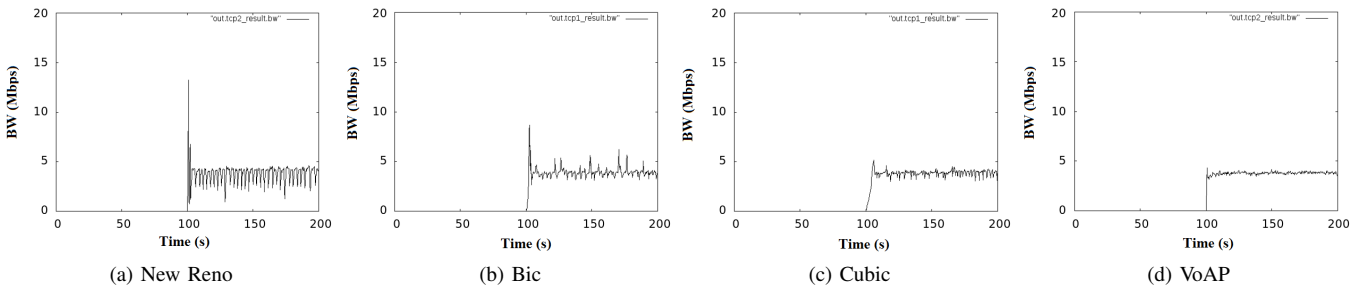 "out.tcp2_result.bw"
20
15
10
5
0
BW (Mbps)
0 50 100 150 200
Time (s)
(a) New Reno
"out.tcp1_result.bw"
20
15
10
5
0
BW (Mbps)
0 50 100 150 200
Time (s)
(b) Bic
"out.tcp1_result.bw"
20
15
10
5
0
BW (Mbps)
0 50 100 150 200
Time (s)
(c) Cubic
"out.tcp2_result.bw"
20
15
10
5
0
BW (Mbps)
0 50 100 150 200
Time (s)
(d) VoAP